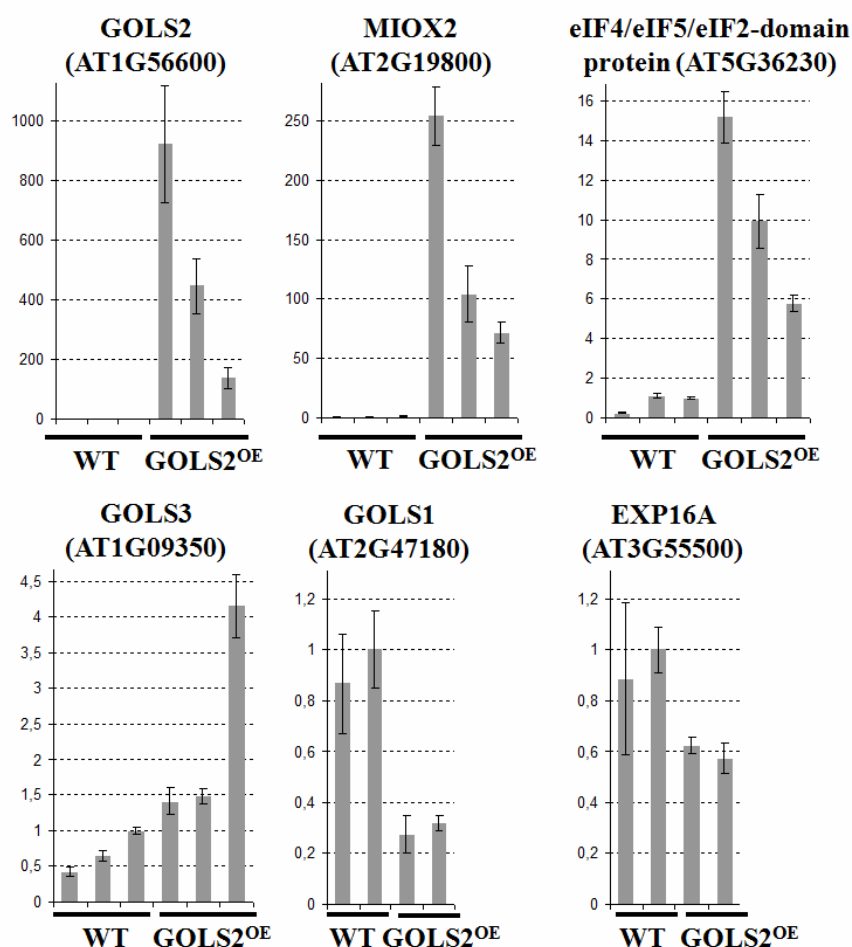 GOLS2
(AT1G56600)
1000
800
600
400
200
0
WT GOLS2OE
MIOX2
(AT2G19800)
250
200
150
100
50
0
WT GOLS2OE
eIF4/eIF5/eIF2-domain
protein (AT5G36230)
16
14
12
10
8
6
4
2
0
WT GOLS2OE
GOLS3
(AT1G09350)
4,5
4
3,5
3
2,5
2
1,5
1
0,5
0
WT GOLS2OE
GOLS1
(AT2G47180)
1,2
1
0,8
0,6
0,4
0,2
0
WT GOLS2OE
EXP16A
(AT3G55500)
1,2
1
0,8
0,6
0,4
0,2
0
WT GOLS2OE